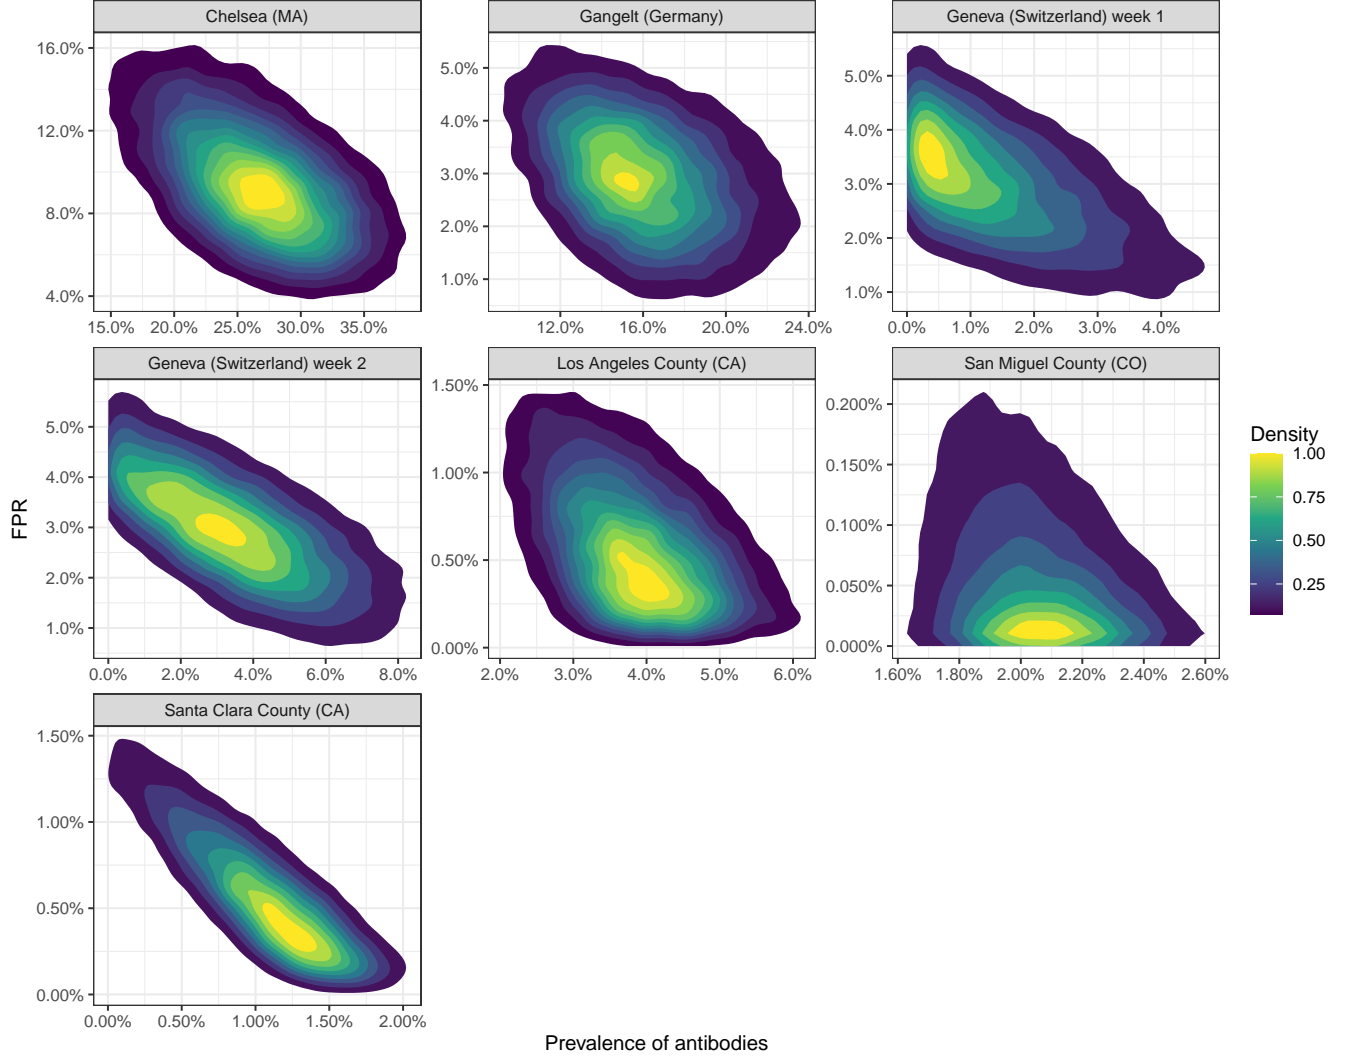 Chelsea (MA)
Gangelt (Germany)
Geneva (Switzerland) week 1
16.0%
12.0%
8.0%
4.0%
15.0% 20.0% 25.0% 30.0% 35.0%
5.0%
4.0%
3.0%
2.0%
1.0%
12.0% 16.0% 20.0% 24.0%
5.0%
4.0%
3.0%
2.0%
1.0%
0.0% 1.0% 2.0% 3.0% 4.0%
Geneva (Switzerland) week 2
Los Angeles County (CA)
San Miguel County (CO)
5.0%
4.0%
3.0%
2.0%
1.0%
0.0% 2.0% 4.0% 6.0% 8.0%
1.50%
1.00%
0.50%
0.00%
2.0% 3.0% 4.0% 5.0% 6.0%
0.200%
0.150%
0.100%
0.050%
0.000%
1.60% 1.80% 2.00% 2.20% 2.40% 2.60%
Santa Clara County (CA)
1.50%
1.00%
0.50%
0.00%
0.00% 0.50% 1.00% 1.50% 2.00%
FPR
Prevalence of antibodies
Density
1.00
0.75
0.50
0.25